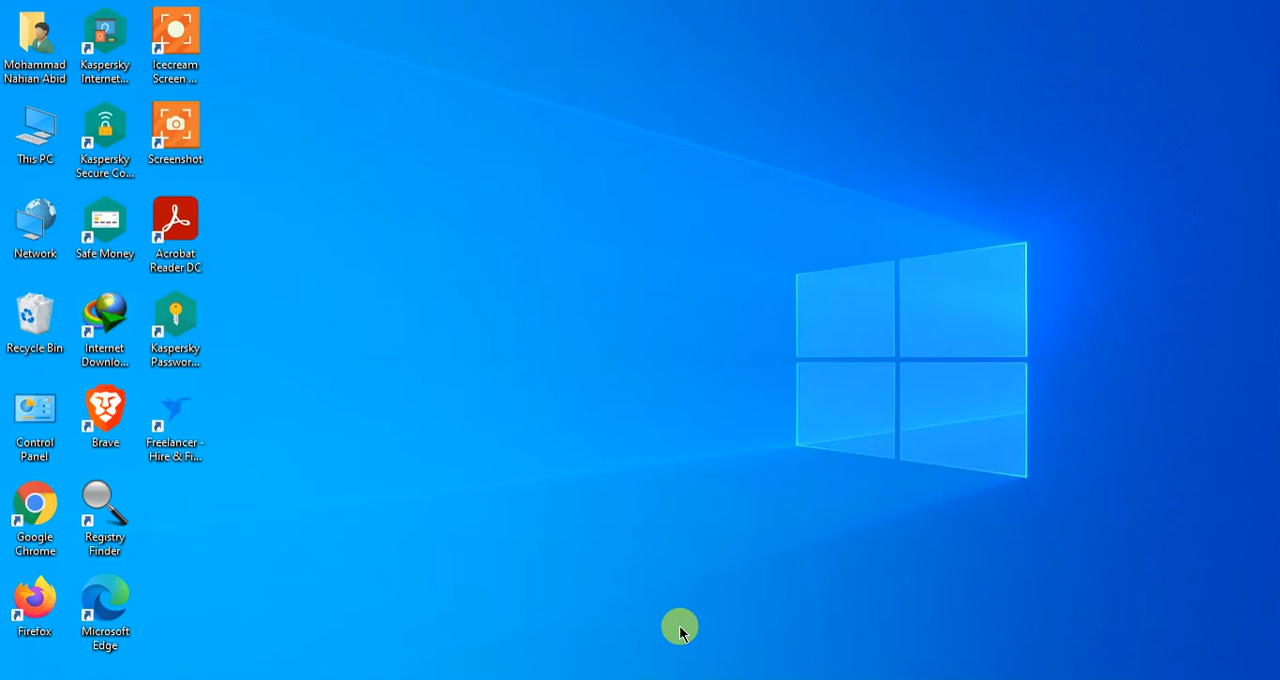 Mohammad
Nahian Abid
Kaspersky
Internet...
Icecream
Screen ...
This PC
Kaspersky
Secure Co...
Screenshot
Network
Safe Money
Acrobat
Reader DC
Recycle Bin
Internet
Downlo...
Kaspersky
Passwor...
Control
Panel
Brave
Freelancer -
Hire & Fi...
Google
Chrome
Registry
Finder
Firefox
Microsoft
Edge